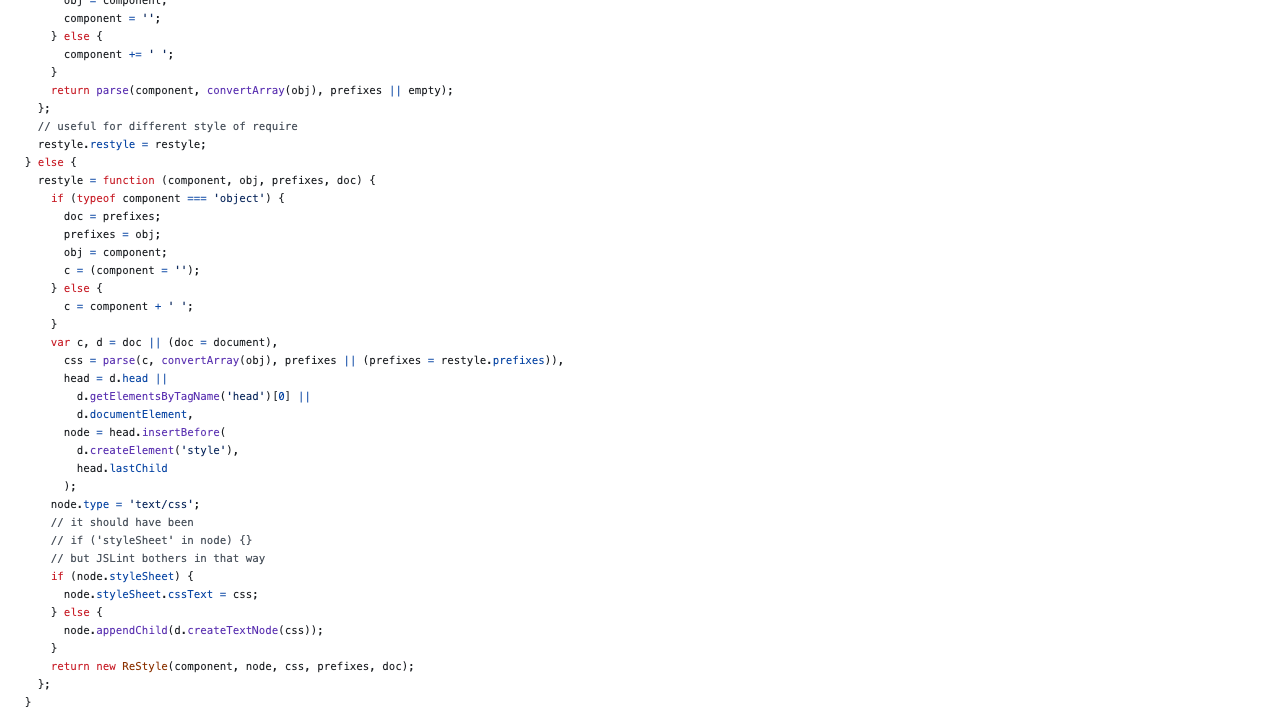 obj = component;
component = '';
} else {
component += ' ';
}
return parse(component, convertArray(obj), prefixes || empty);
};
// useful for different style of require
restyle.restyle = restyle;
} else {
restyle = function (component, obj, prefixes, doc) {
if (typeof component === 'object') {
doc = prefixes;
prefixes = obj;
obj = component;
c = (component = '');
} else {
c = component + ' ';
}
var c, d = doc || (doc = document),
css = parse(c, convertArray(obj), prefixes || (prefixes = restyle.prefixes)),
head = d.head ||
d.getElementsByTagName('head')[0] ||
d.documentElement,
node = head.insertBefore(
d.createElement('style'),
head.lastChild
);
node.type = 'text/css';
// it should have been
// if ('styleSheet' in node) {}
// but JSLint bothers in that way
if (node.styleSheet) {
node.styleSheet.cssText = css;
} else {
node.appendChild(d.createTextNode(css));
}
return new ReStyle(component, node, css, prefixes, doc);
};
}